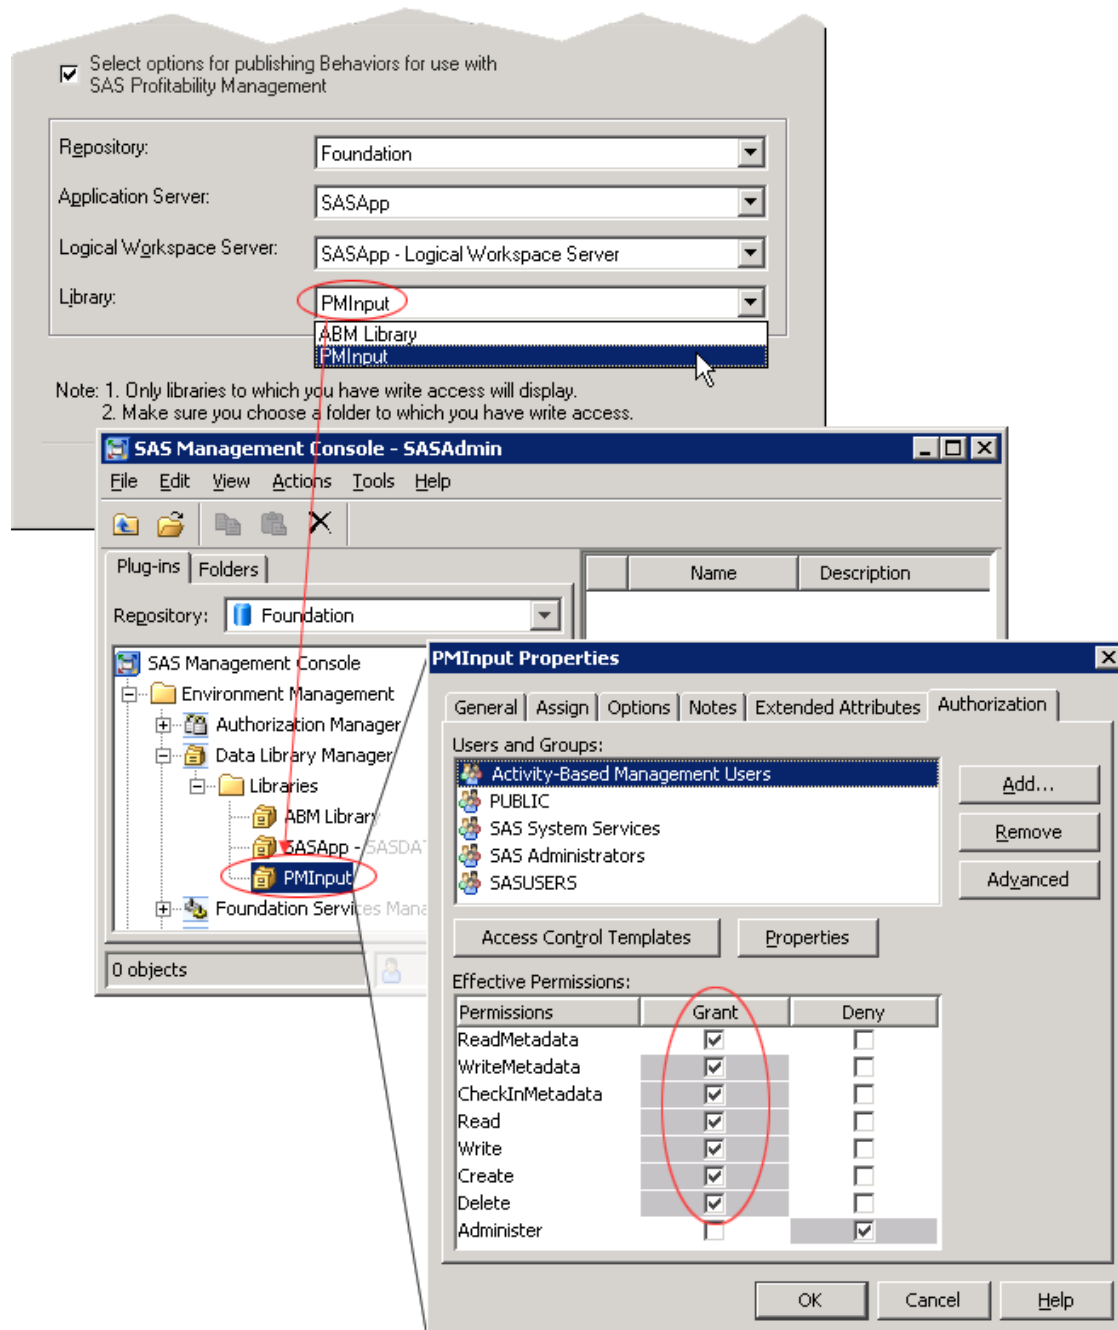 Select options for publishing Behaviors for use with
SAS Profitability Management
Repository:
Foundation
Application Server:
SASApp
Logical Workspace Server:
SASApp - Logical Workspace Server
Library:
PMInput
ABM Library
PMInput
Note: 1. Only libraries to which you have write access will display.
2. Make sure you choose a folder to which you have write access.
SAS Management Console - SASAdmin
File Edit View Actions Tools Help
Plug-ins Folders
Name Description
Repository: Foundation
SAS Management Console
Environment Management
Authorization Manager
Data Library Manager
Libraries
ABM Library
SASApp - SASDAT
PMInput
Foundation Services Mana
0 objects
PMInput Properties
General Assign Options Notes Extended Attributes Authorization
Users and Groups:
Activity-Based Management Users
PUBLIC
SAS System Services
SAS Administrators
SASUSERS
Add...
Remove
Advanced
Access Control Templates Properties
Effective Permissions:
Permissions Grant Deny
ReadMetadata
WriteMetadata
CheckInMetadata
Read
Write
Create
Delete
Administer
OK Cancel Help